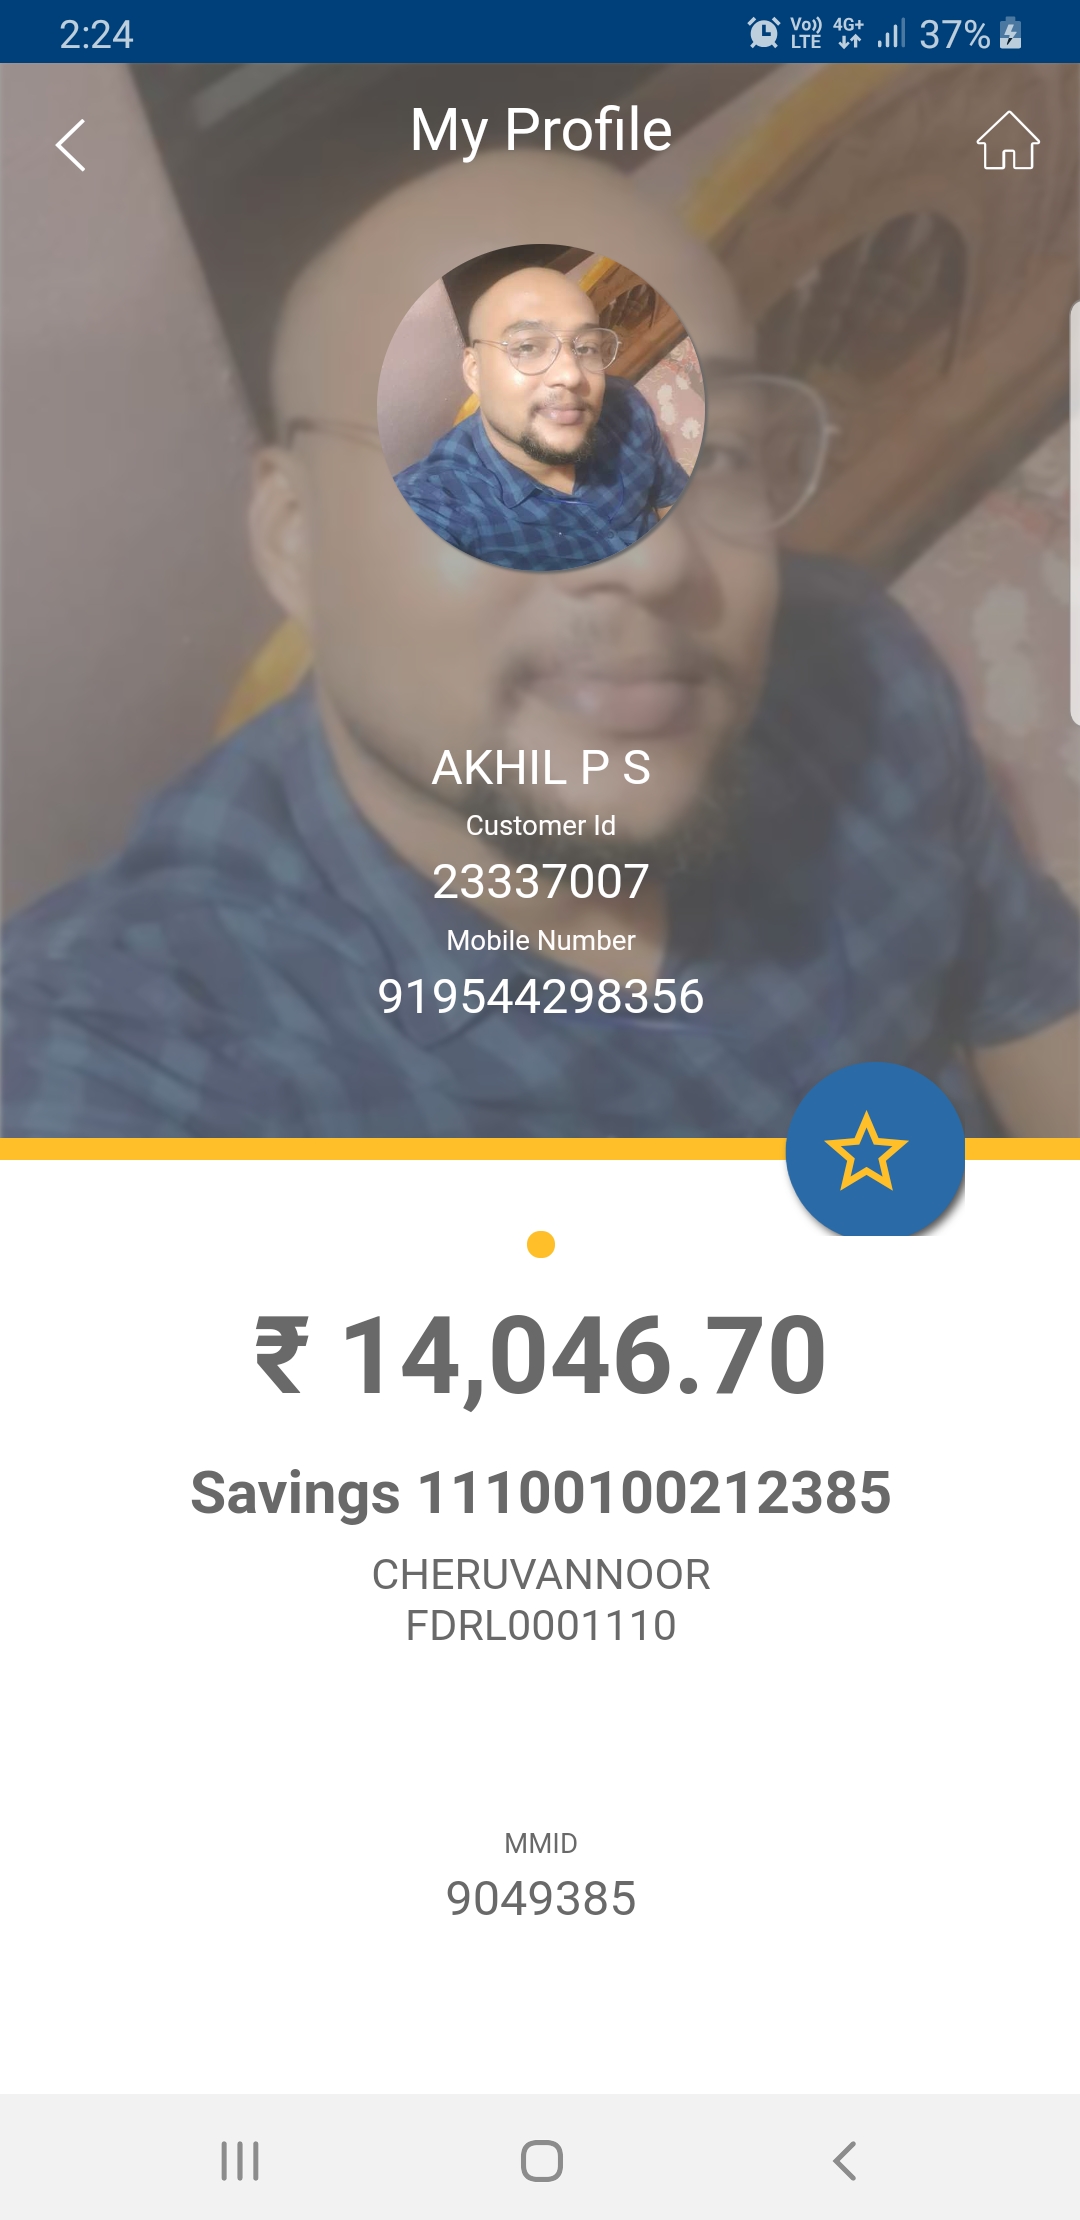 2:24
Vo)) LTE 4G+ 37%
My Profile
AKHIL P S
Customer Id
23337007
Mobile Number
919544298356
₹ 14,046.70
Savings 11100100212385
CHERUVANNOOR
FDRL0001110
MMID
9049385